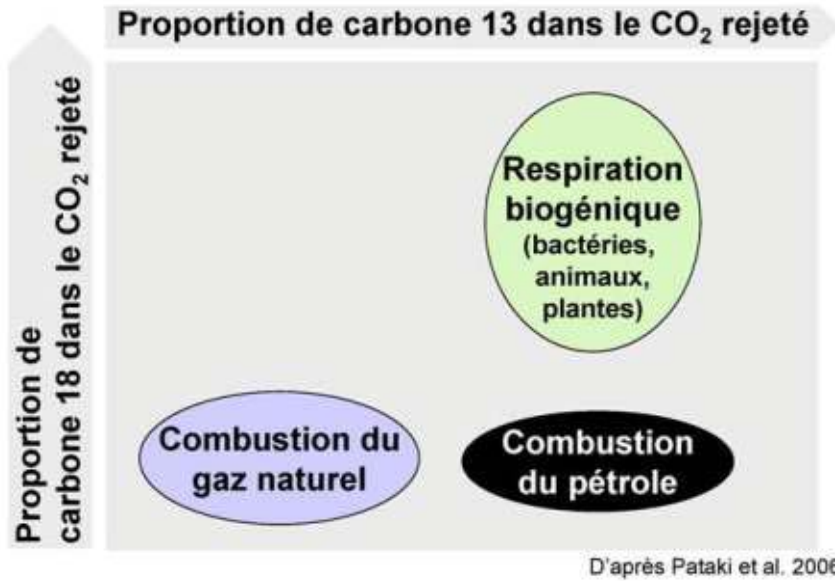 Proportion de carbone 13 dans le CO₂ rejeté
Proportion de
carbone 18 dans le CO₂ rejeté
Respiration
biogénique
(bactéries,
animaux,
plantes)
Combustion du
gaz naturel
Combustion
du pétrole
D'après Pataki et al. 2006